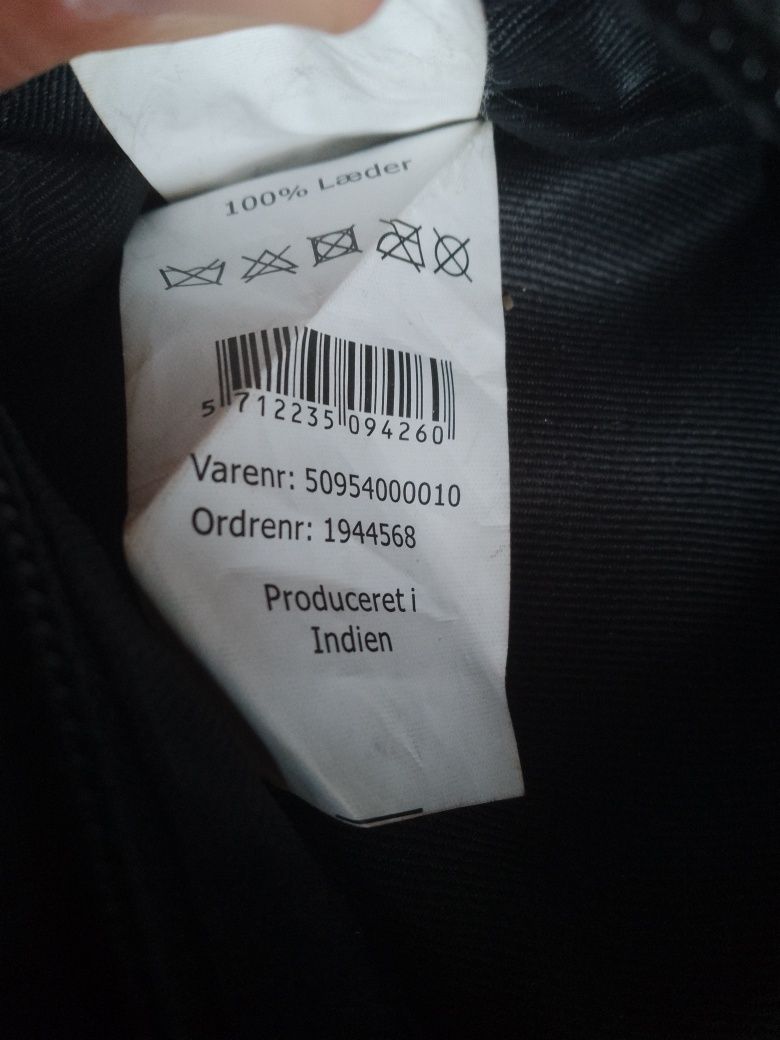 100% Læder
5 712235 094260
Varenr: 50954000010
Ordrenr: 1944568
Produceret i
Indien